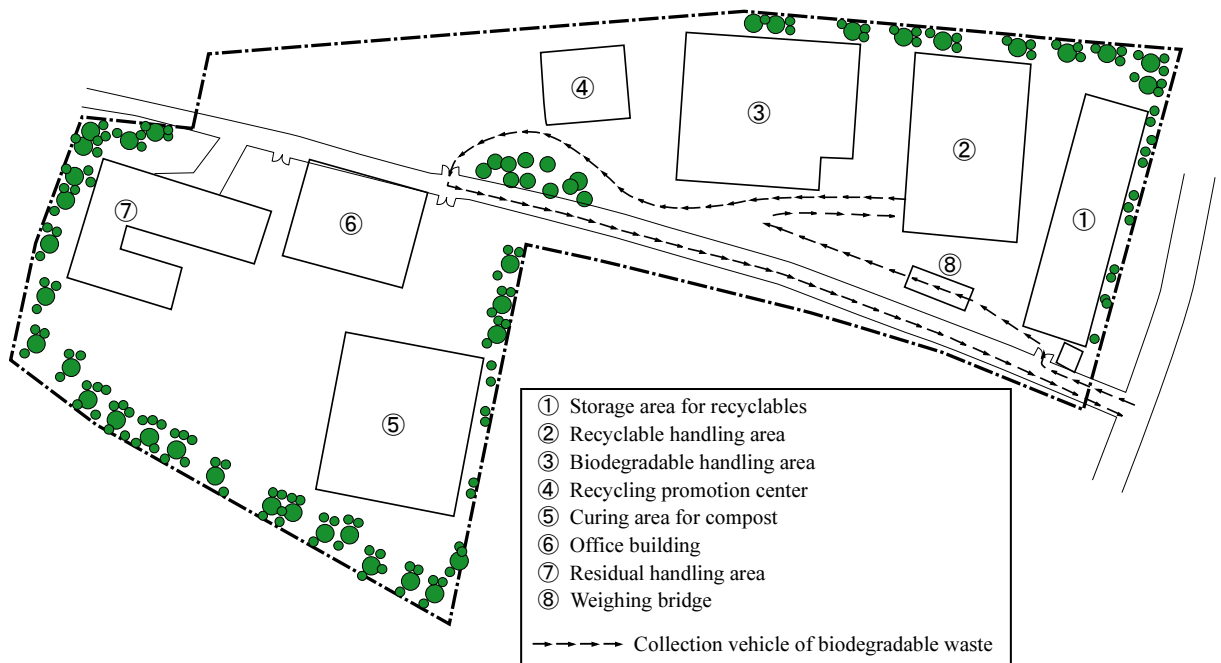 ④
③
②
①
⑦
⑥
⑧
⑤
① Storage area for recyclables
② Recyclable handling area
③ Biodegradable handling area
④ Recycling promotion center
⑤ Curing area for compost
⑥ Office building
⑦ Residual handling area
⑧ Weighing bridge
Collection vehicle of biodegradable waste